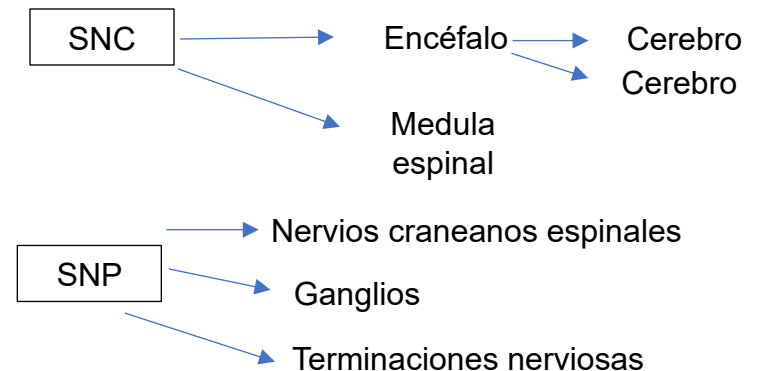 SNC
Encéfalo
Cerebro
Cerebro
Medula
espinal
Nervios craneanos espinales
SNP
Ganglios
Terminaciones nerviosas